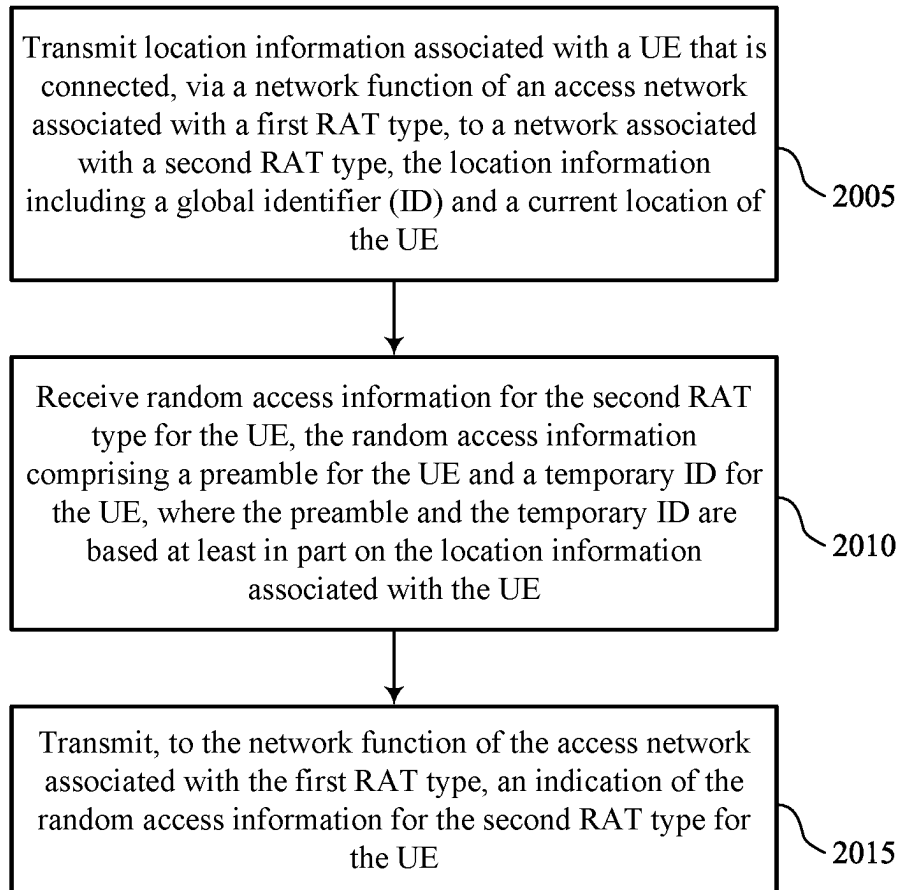 Transmit location information associated with a UE that is
connected, via a network function of an access network
associated with a first RAT type, to a network associated
with a second RAT type, the location information
including a global identifier (ID) and a current location of
the UE
2005
Receive random access information for the second RAT
type for the UE, the random access information
comprising a preamble for the UE and a temporary ID for
the UE, where the preamble and the temporary ID are
based at least in part on the location information
associated with the UE
2010
Transmit, to the network function of the access network
associated with the first RAT type, an indication of the
random access information for the second RAT type for
the UE
2015